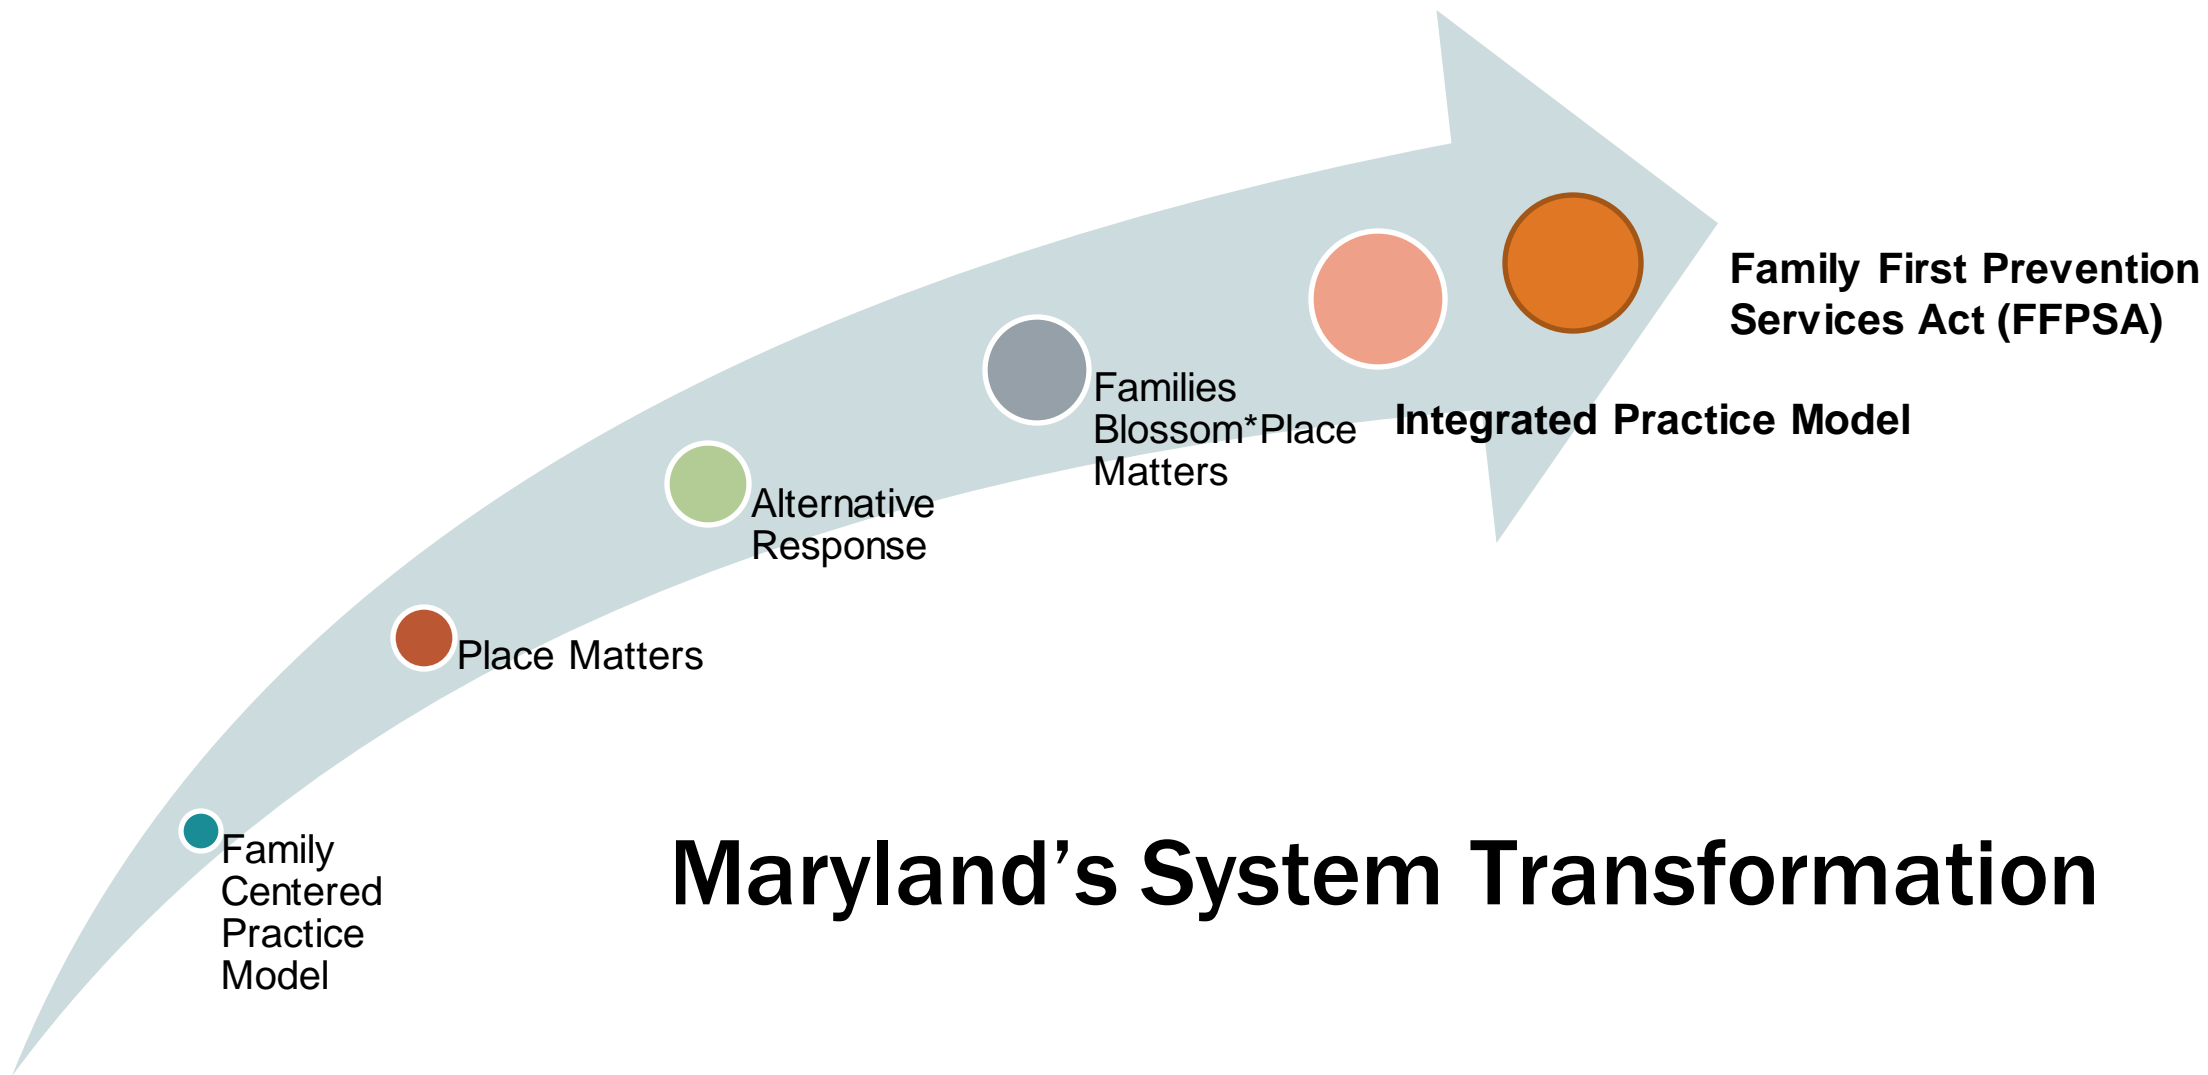 Family First Prevention
Services Act (FFPSA)
Integrated Practice Model
Families
Blossom*Place
Matters
Alternative
Response
Place Matters
Family
Centered
Practice
Model
Maryland’s System Transformation